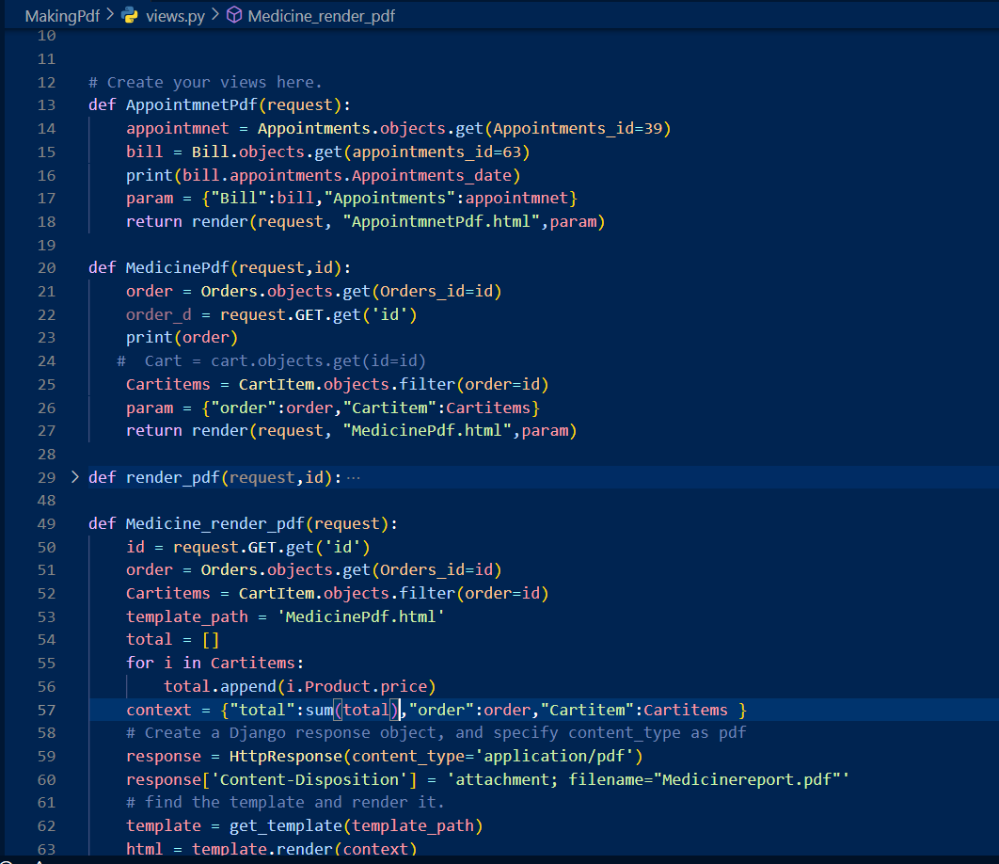 MakingPdf > views.py > Medicine_render_pdf
10
11
12 # Create your views here.
13 def AppointmnetPdf(request):
14     appointmnet = Appointments.objects.get(Appointments_id=39)
15     bill = Bill.objects.get(appointments_id=63)
16     print(bill.appointments.Appointments_date)
17     param = {"Bill":bill,"Appointments":appointmnet}
18     return render(request, "AppointmnetPdf.html",param)
19
20 def MedicinePdf(request,id):
21     order = Orders.objects.get(Orders_id=id)
22     order_d = request.GET.get('id')
23     print(order)
24    #  Cart = cart.objects.get(id=id)
25     Cartitems = CartItem.objects.filter(order=id)
26     param = {"order":order,"Cartitem":Cartitems}
27     return render(request, "MedicinePdf.html",param)
28
29 > def render_pdf(request,id): ···
48
49 def Medicine_render_pdf(request):
50     id = request.GET.get('id')
51     order = Orders.objects.get(Orders_id=id)
52     Cartitems = CartItem.objects.filter(order=id)
53     template_path = 'MedicinePdf.html'
54     total = []
55     for i in Cartitems:
56         total.append(i.Product.price)
57     context = {"total":sum(total),"order":order,"Cartitem":Cartitems }
58     # Create a Django response object, and specify content_type as pdf
59     response = HttpResponse(content_type='application/pdf')
60     response['Content-Disposition'] = 'attachment; filename="Medicinereport.pdf"'
61     # find the template and render it.
62     template = get_template(template_path)
63     html = template.render(context)